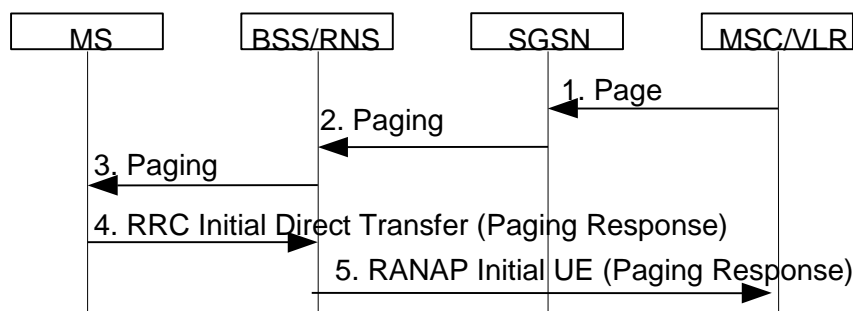 MS BSS/RNS SGSN MSC/VLR
1. Page
2. Paging
3. Paging
4. RRC Initial Direct Transfer (Paging Response)
5. RANAP Initial UE (Paging Response)